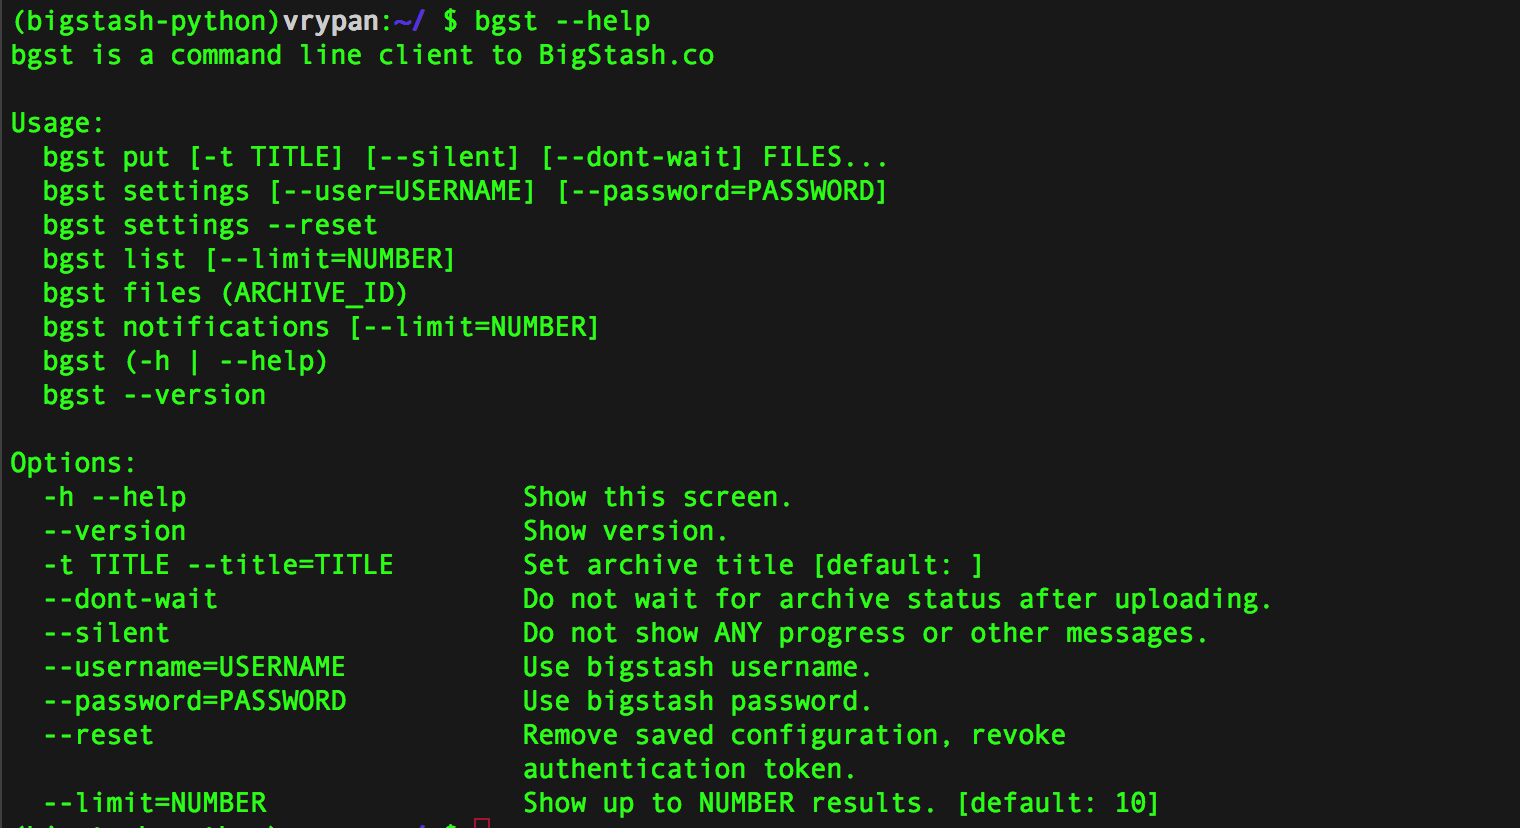 (bigstash-python)vrypan:~/ $ bgst --help
bgst is a command line client to BigStash.co

Usage:
  bgst put [-t TITLE] [--silent] [--dont-wait] FILES...
  bgst settings [--user=USERNAME] [--password=PASSWORD]
  bgst settings --reset
  bgst list [--limit=NUMBER]
  bgst files (ARCHIVE_ID)
  bgst notifications [--limit=NUMBER]
  bgst (-h | --help)
  bgst --version

Options:
  -h --help                     Show this screen.
  --version                     Show version.
  -t TITLE --title=TITLE        Set archive title [default: ]
  --dont-wait                   Do not wait for archive status after uploading.
  --silent                      Do not show ANY progress or other messages.
  --username=USERNAME           Use bigstash username.
  --password=PASSWORD           Use bigstash password.
  --reset                       Remove saved configuration, revoke
                                authentication token.
  --limit=NUMBER                Show up to NUMBER results. [default: 10]